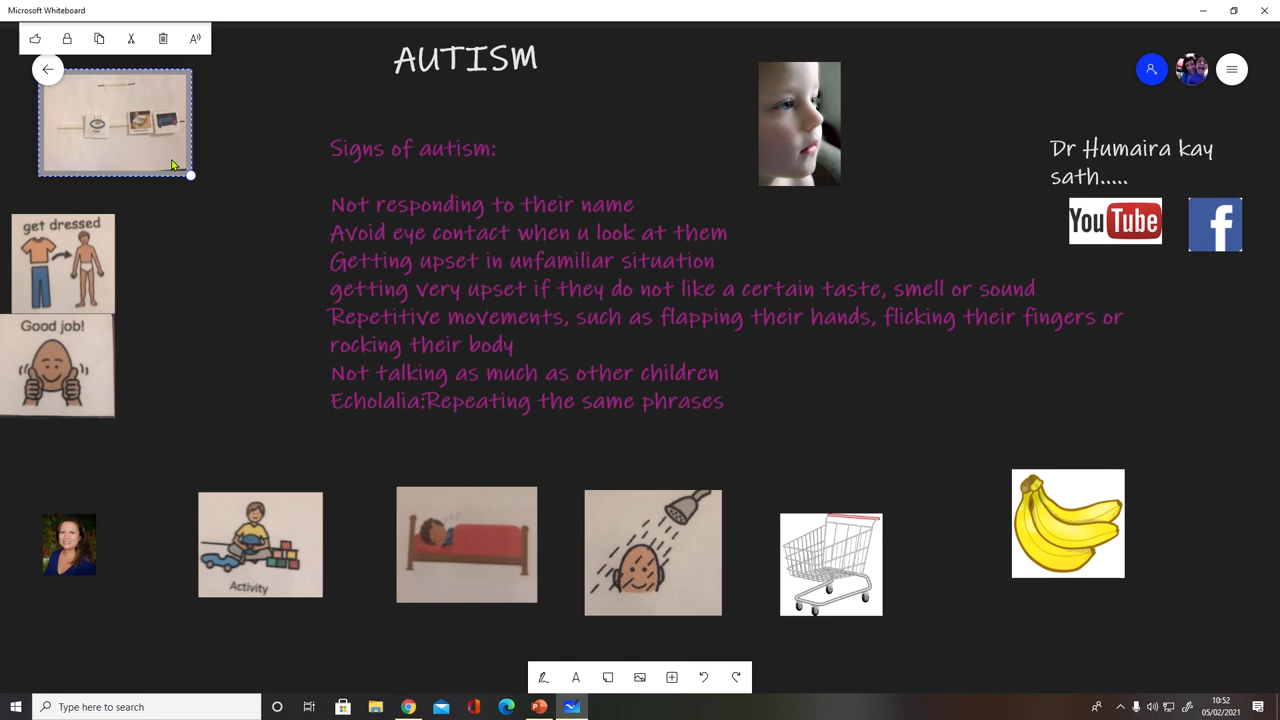 Microsoft Whiteboard
AUTISM
Signs of autism:
Not responding to their name
Avoid eye contact when u look at them
Getting upset in unfamiliar situation
getting very upset if they do not like a certain taste, smell or sound
Repetitive movements, such as flapping their hands, flicking their fingers or
rocking their body
Not talking as much as other children
Echolalia:Repeating the same phrases
Dr Humaira kay
sath.....
YouTube
f
get dressed
Good job!
zz
Activity
A
Type here to search
10:52
05/02/2021